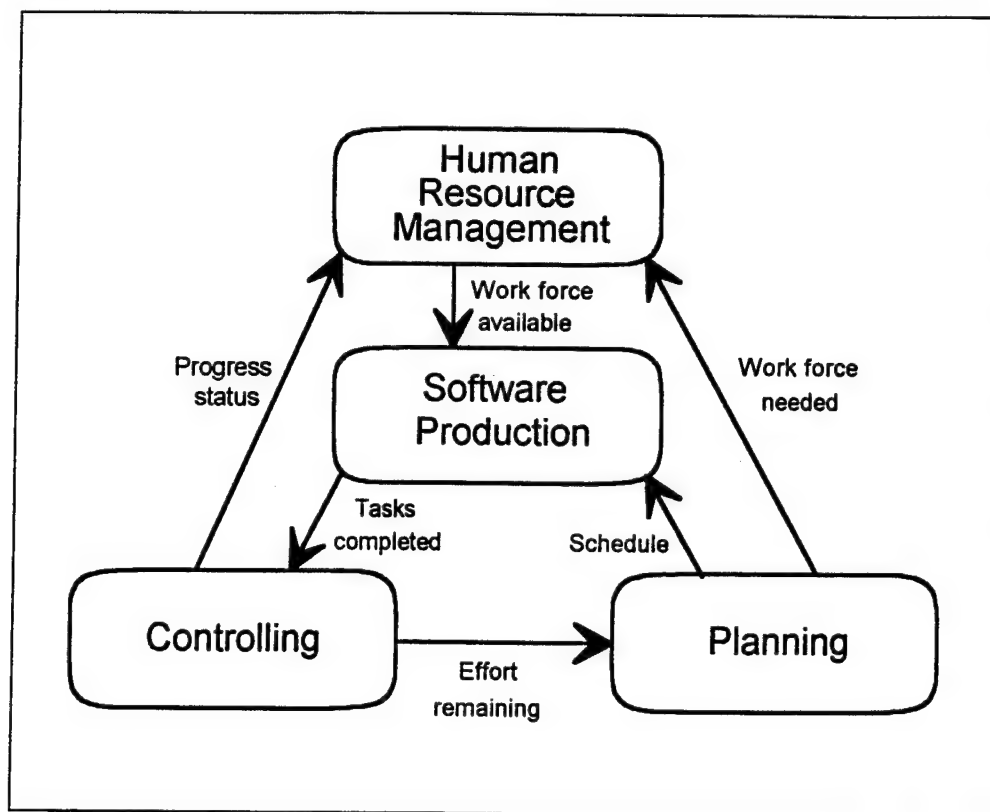 Human
Resource
Management
Work force
available
Progress
status
Work force
needed
Software
Production
Tasks
completed
Schedule
Controlling
Planning
Effort
remaining